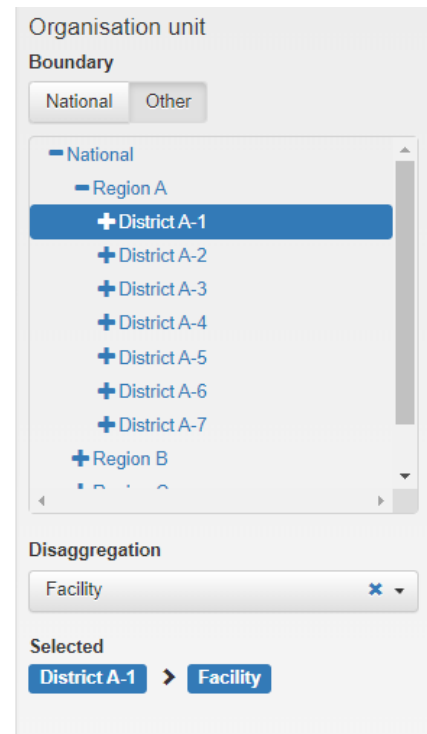 Organisation unit
Boundary
National Other
National
Region A
District A-1
District A-2
District A-3
District A-4
District A-5
District A-6
District A-7
Region B
Disaggregation
Facility
Selected
District A-1 > Facility